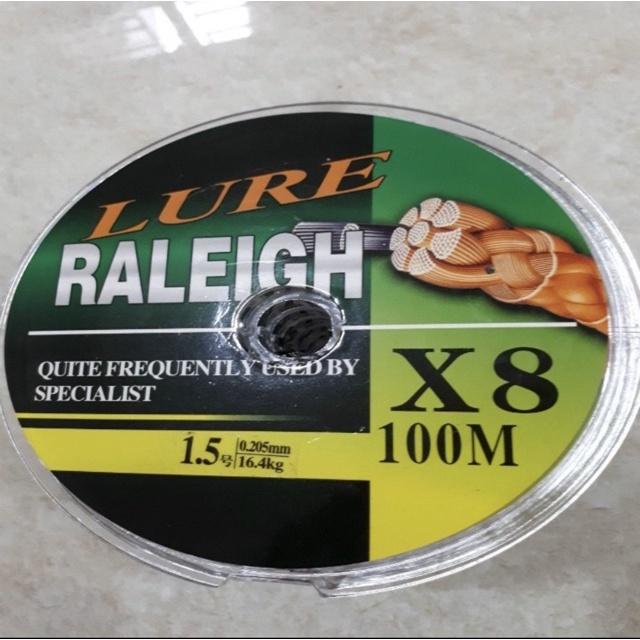 LURE
RALEIGH
QUITE FREQUENTLY USED BY
SPECIALIST
X8
100M
1.5号 0.205mm
16.4kg